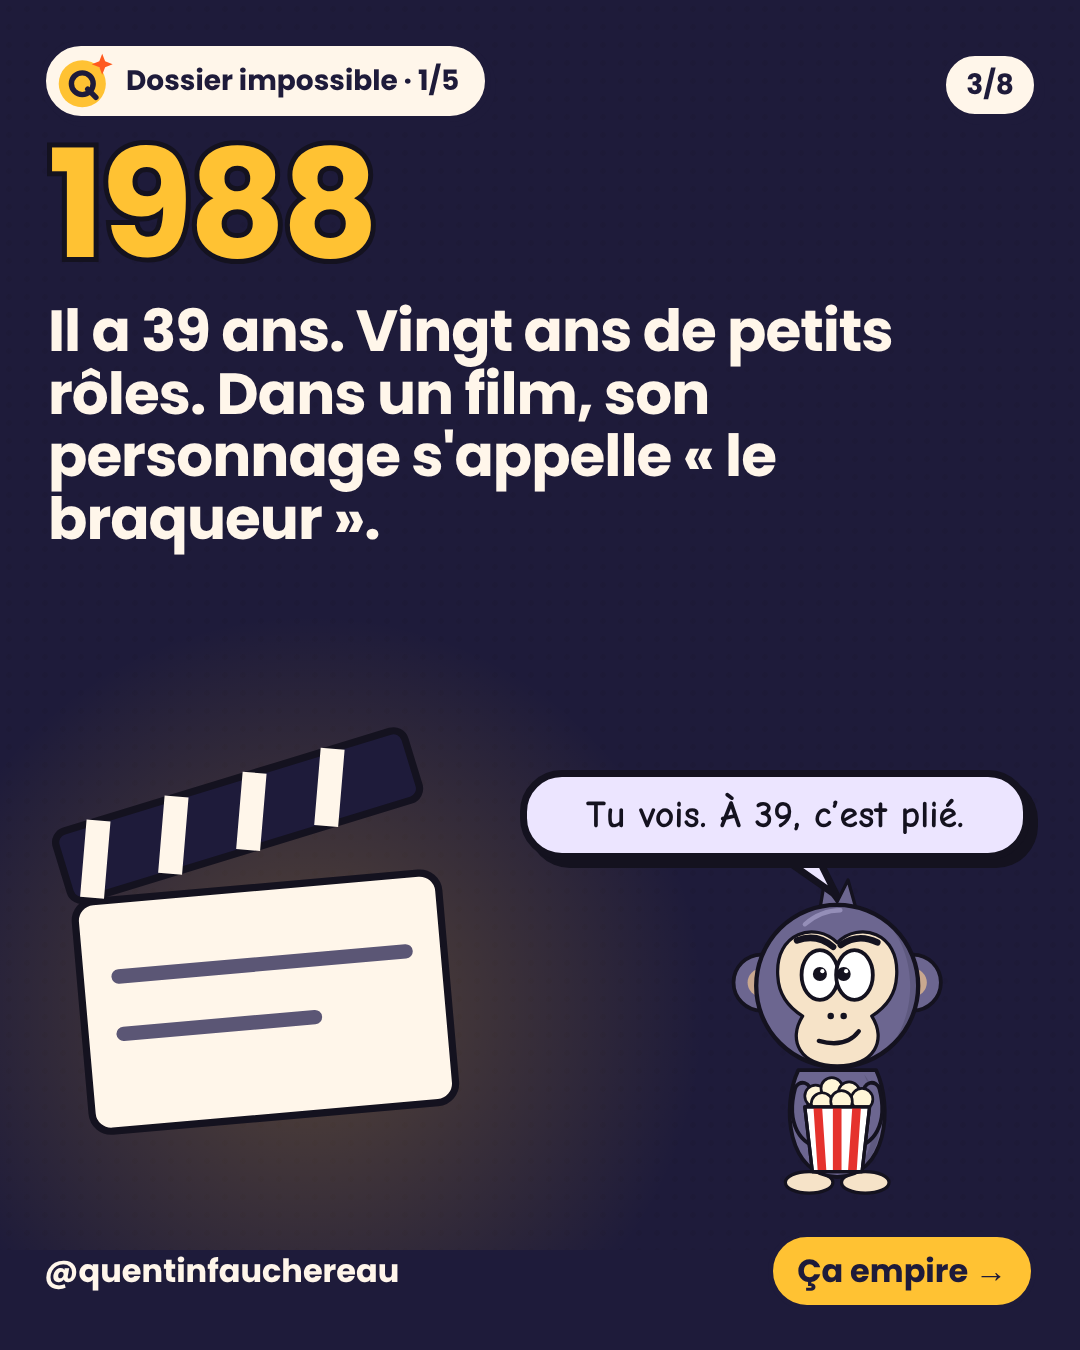 Dossier impossible · 1/5
3/8
1988
Il a 39 ans. Vingt ans de petits
rôles. Dans un film, son
personnage s'appelle « le
braqueur ».
Tu vois. À 39, c’est plié.
@quentinfauchereau
Ça empire →